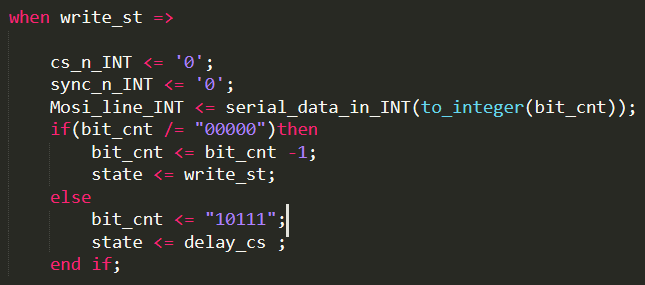 when write_st =>
cs_n_INT <= '0';
sync_n_INT <= '0';
Mosi_line_INT <= serial_data_in_INT(to_integer(bit_cnt));
if(bit_cnt /= "00000")then
bit_cnt <= bit_cnt -1;
state <= write_st;
else
bit_cnt <= "10111";
state <= delay_cs ;
end if;